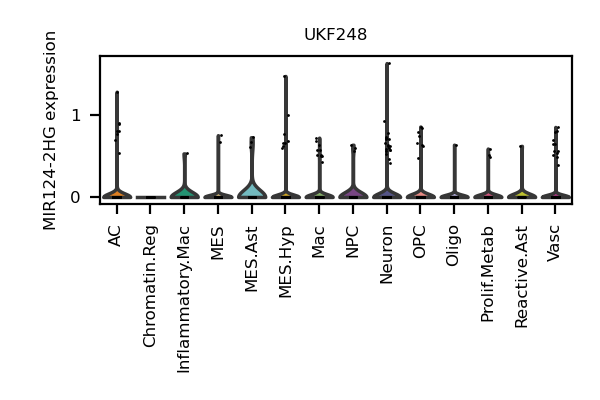 UKF248
MIR124-2HG expression
1
0
AC
Chromatin.Reg
Inflammatory.Mac
MES
MES.Ast
MES.Hyp
Mac
NPC
Neuron
OPC
Oligo
Prolif.Metab
Reactive.Ast
Vasc